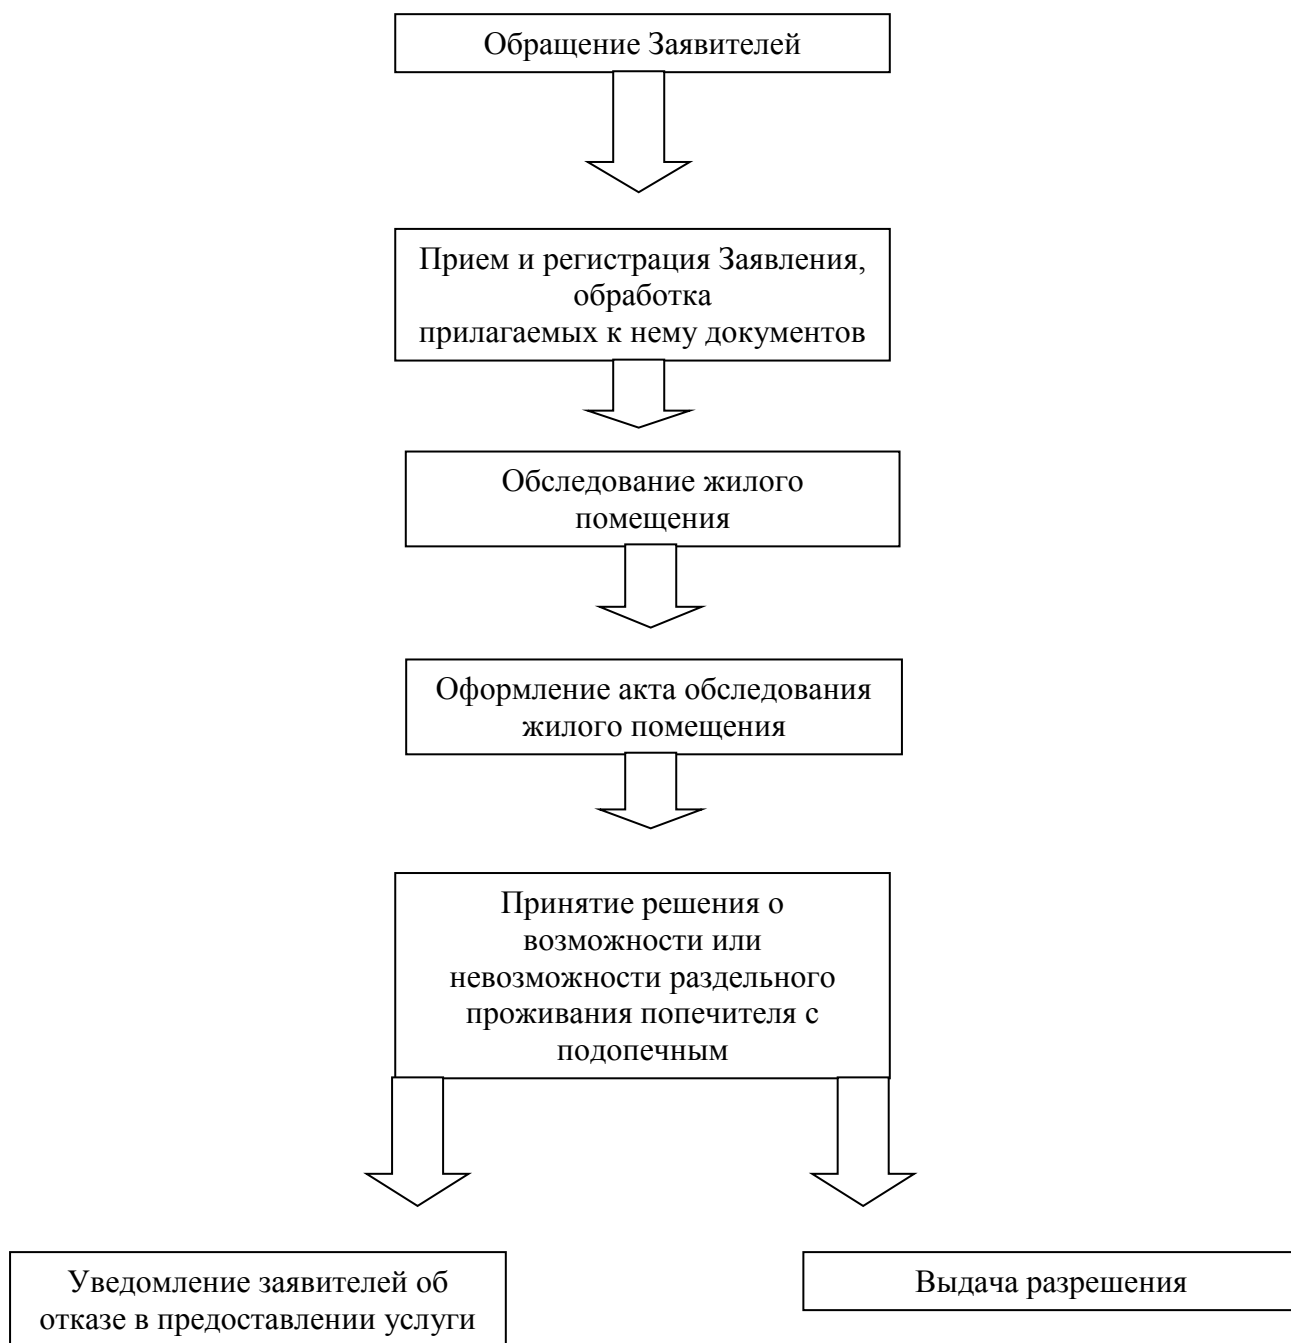 Обращение Заявителей
Прием и регистрация Заявления,
обработка
прилагаемых к нему документов
Обследование жилого
помещения
Оформление акта обследования
жилого помещения
Принятие решения о
возможности или
невозможности раздельного
проживания попечителя с
подопечным
Уведомление заявителей об
отказе в предоставлении услуги
Выдача разрешения